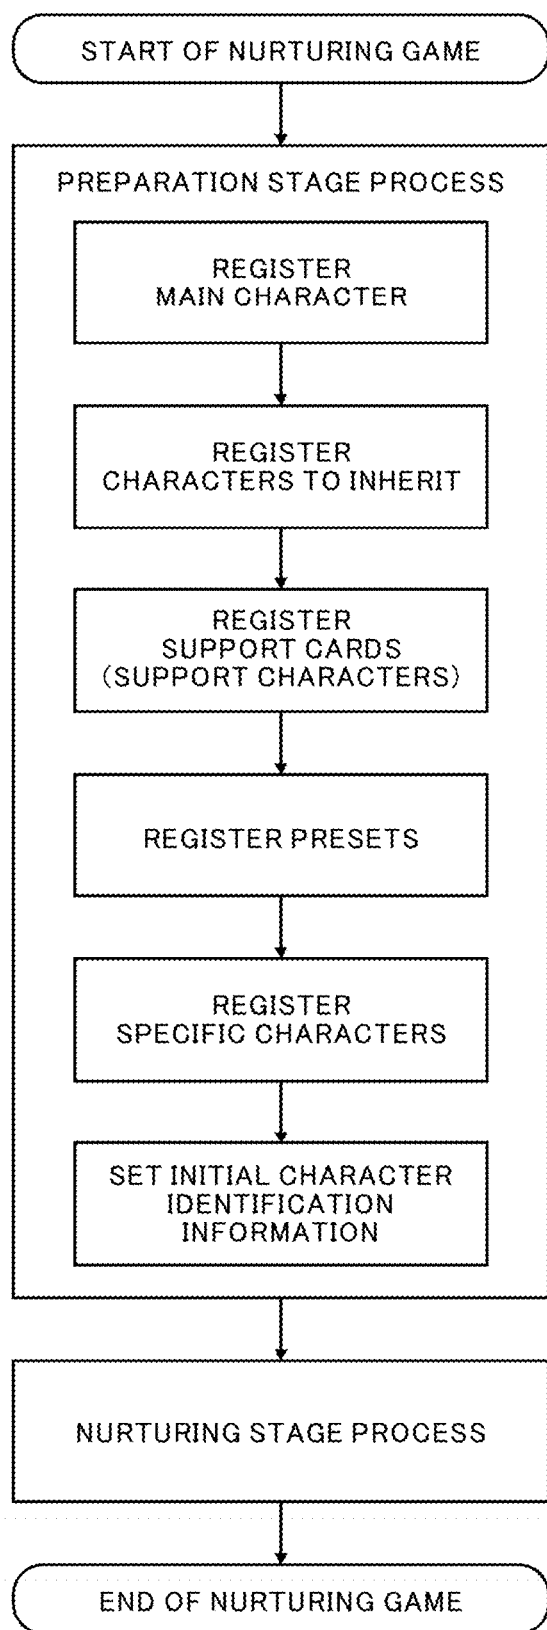 START OF NURTURING GAME
PREPARATION STAGE PROCESS
REGISTER
MAIN CHARACTER
REGISTER
CHARACTERS TO INHERIT
REGISTER
SUPPORT CARDS
(SUPPORT CHARACTERS)
REGISTER PRESETS
REGISTER
SPECIFIC CHARACTERS
SET INITIAL CHARACTER
IDENTIFICATION
INFORMATION
NURTURING STAGE PROCESS
END OF NURTURING GAME